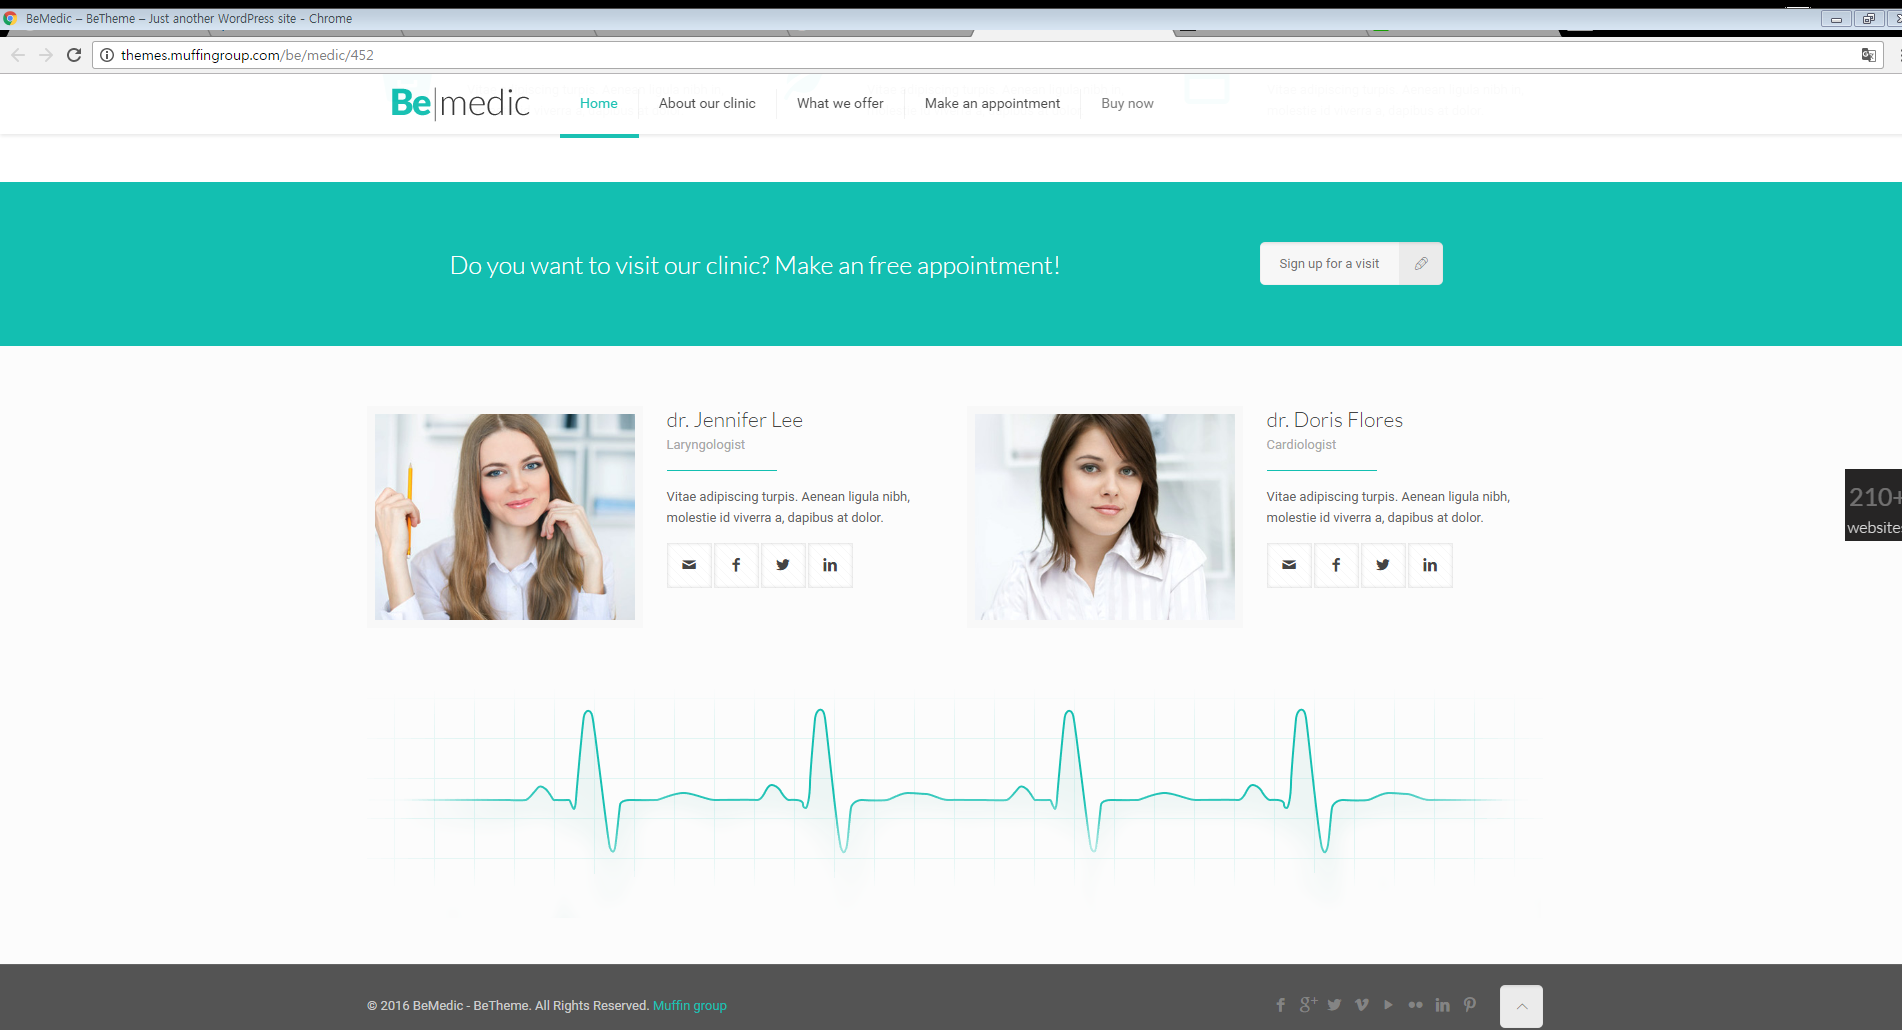 BeMedic – BeTheme – Just another WordPress site - Chrome
themes.muffingroup.com/be/medic/452
Be|medic
Home
About our clinic
What we offer
Make an appointment
Buy now
Do you want to visit our clinic? Make an free appointment!
Sign up for a visit
dr. Jennifer Lee
Laryngologist
Vitae adipiscing turpis. Aenean ligula nibh,
molestie id viverra a, dapibus at dolor.
dr. Doris Flores
Cardiologist
Vitae adipiscing turpis. Aenean ligula nibh,
molestie id viverra a, dapibus at dolor.
210+
website
© 2016 BeMedic - BeTheme. All Rights Reserved. Muffin group